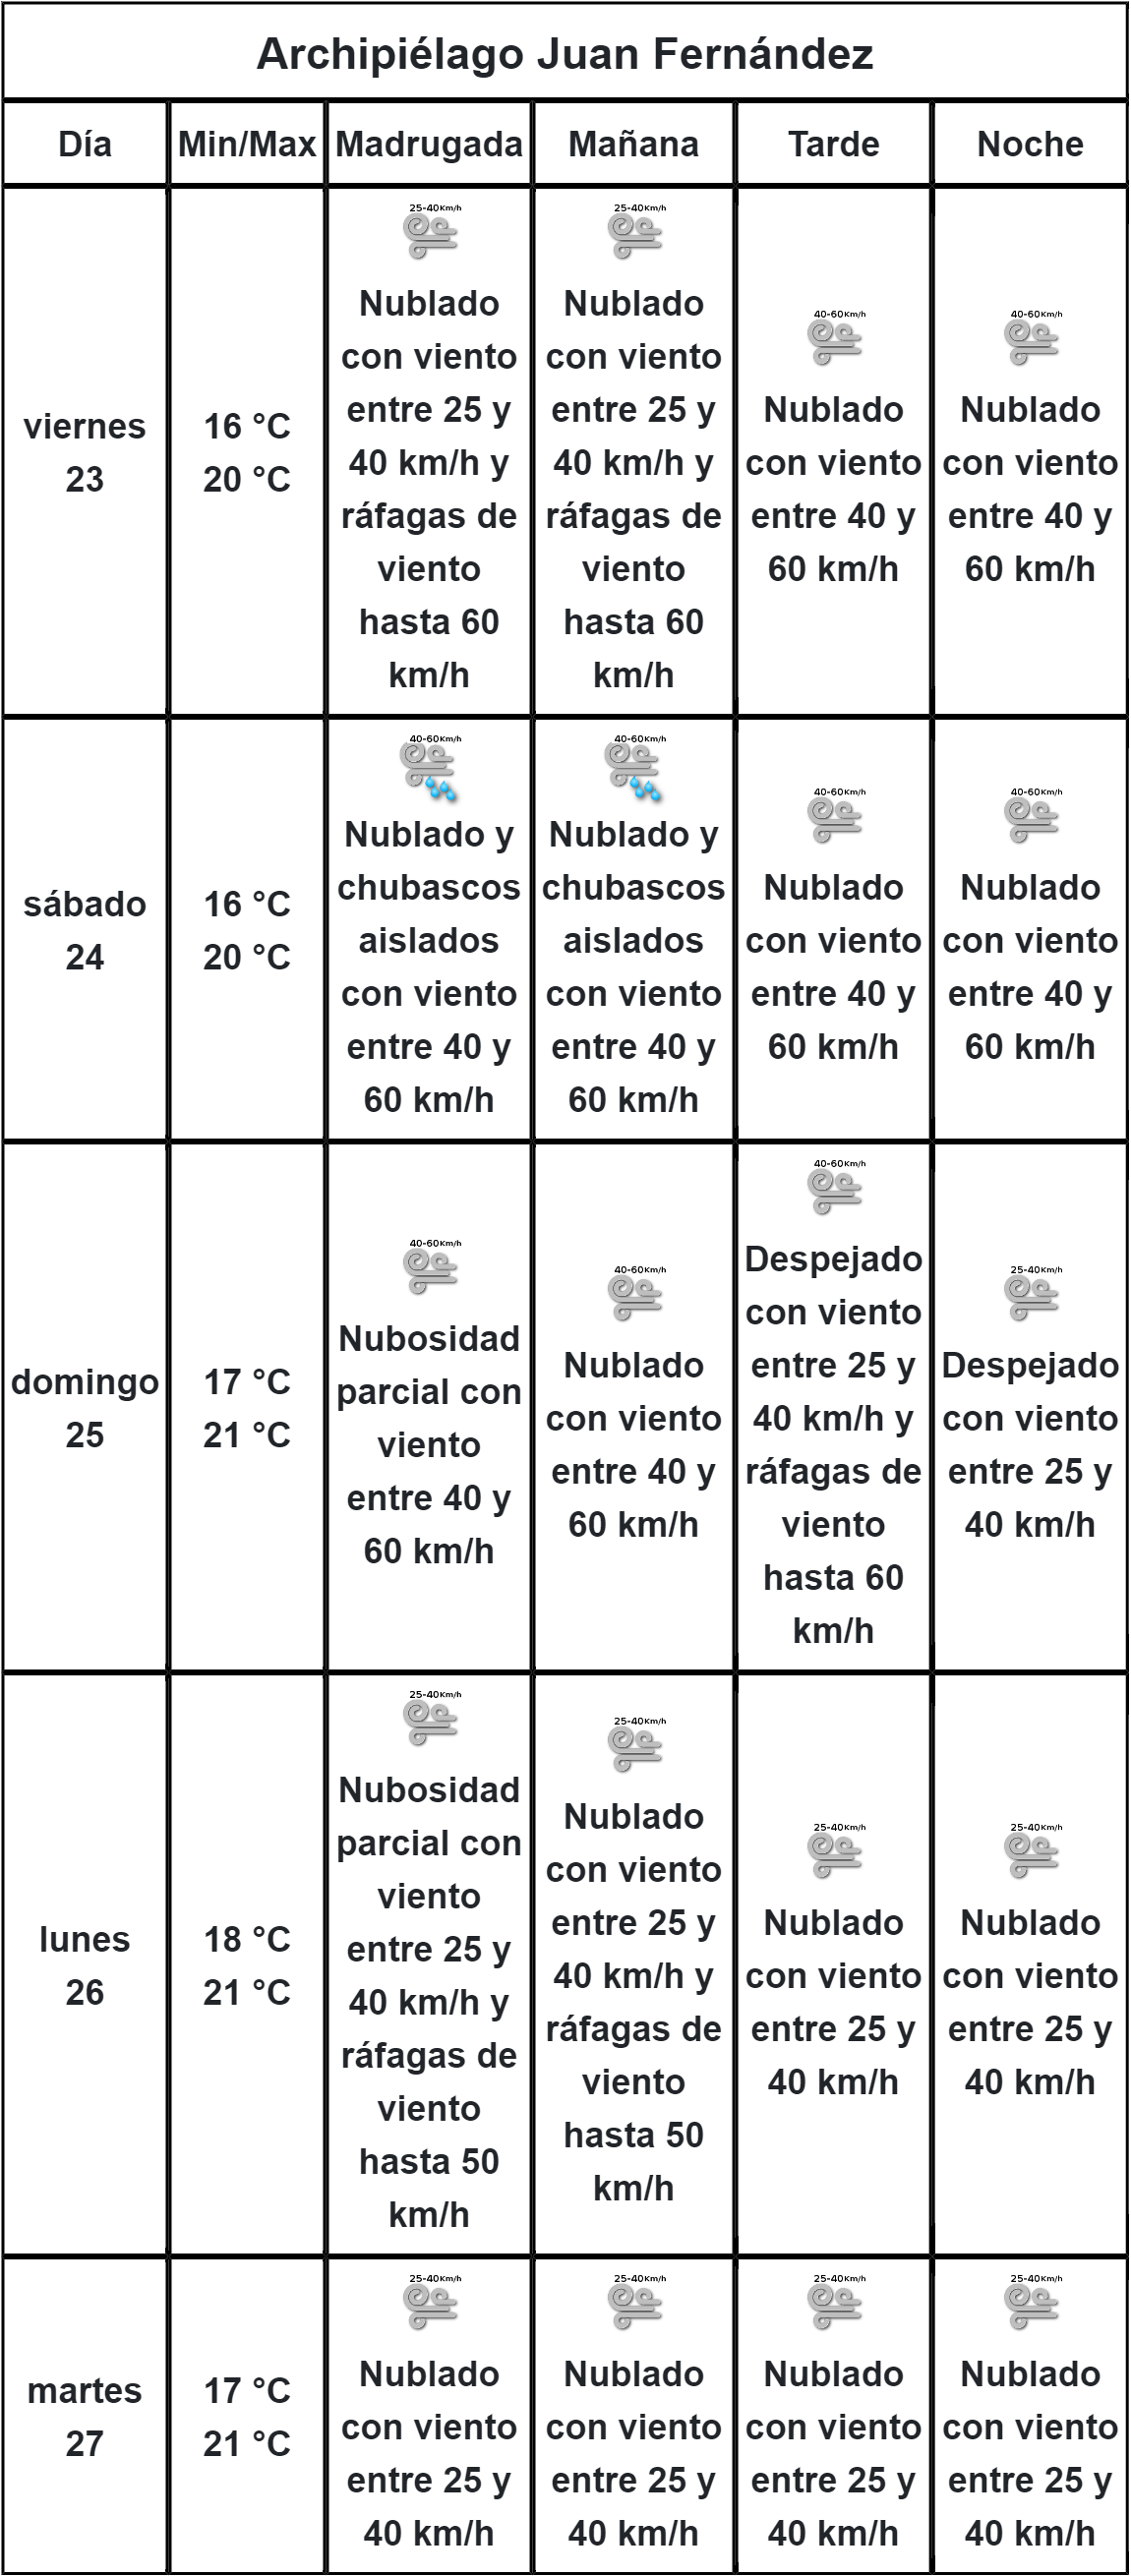 Archipiélago Juan Fernández
Día Min/Max Madrugada Mañana Tarde Noche
viernes
23
16 °C
20 °C
25-40Km/h
Nublado
con viento
entre 25 y
40 km/h y
ráfagas de
viento
hasta 60
km/h
25-40Km/h
Nublado
con viento
entre 25 y
40 km/h y
ráfagas de
viento
hasta 60
km/h
40-60Km/h
Nublado
con viento
entre 40 y
60 km/h
40-60Km/h
Nublado
con viento
entre 40 y
60 km/h
sábado
24
16 °C
20 °C
40-60Km/h
Nublado y
chubascos
aislados
con viento
entre 40 y
60 km/h
40-60Km/h
Nublado y
chubascos
aislados
con viento
entre 40 y
60 km/h
40-60Km/h
Nublado
con viento
entre 40 y
60 km/h
40-60Km/h
Nublado
con viento
entre 40 y
60 km/h
domingo
25
17 °C
21 °C
40-60Km/h
Nubosidad
parcial con
viento
entre 40 y
60 km/h
40-60Km/h
Nublado
con viento
entre 40 y
60 km/h
40-60Km/h
Despejado
con viento
entre 25 y
40 km/h y
ráfagas de
viento
hasta 60
km/h
25-40Km/h
Despejado
con viento
entre 25 y
40 km/h
lunes
26
18 °C
21 °C
25-40Km/h
Nubosidad
parcial con
viento
entre 25 y
40 km/h y
ráfagas de
viento
hasta 50
km/h
25-40Km/h
Nublado
con viento
entre 25 y
40 km/h y
ráfagas de
viento
hasta 50
km/h
25-40Km/h
Nublado
con viento
entre 25 y
40 km/h
25-40Km/h
Nublado
con viento
entre 25 y
40 km/h
martes
27
17 °C
21 °C
25-40Km/h
Nublado
con viento
entre 25 y
40 km/h
25-40Km/h
Nublado
con viento
entre 25 y
40 km/h
25-40Km/h
Nublado
con viento
entre 25 y
40 km/h
25-40Km/h
Nublado
con viento
entre 25 y
40 km/h